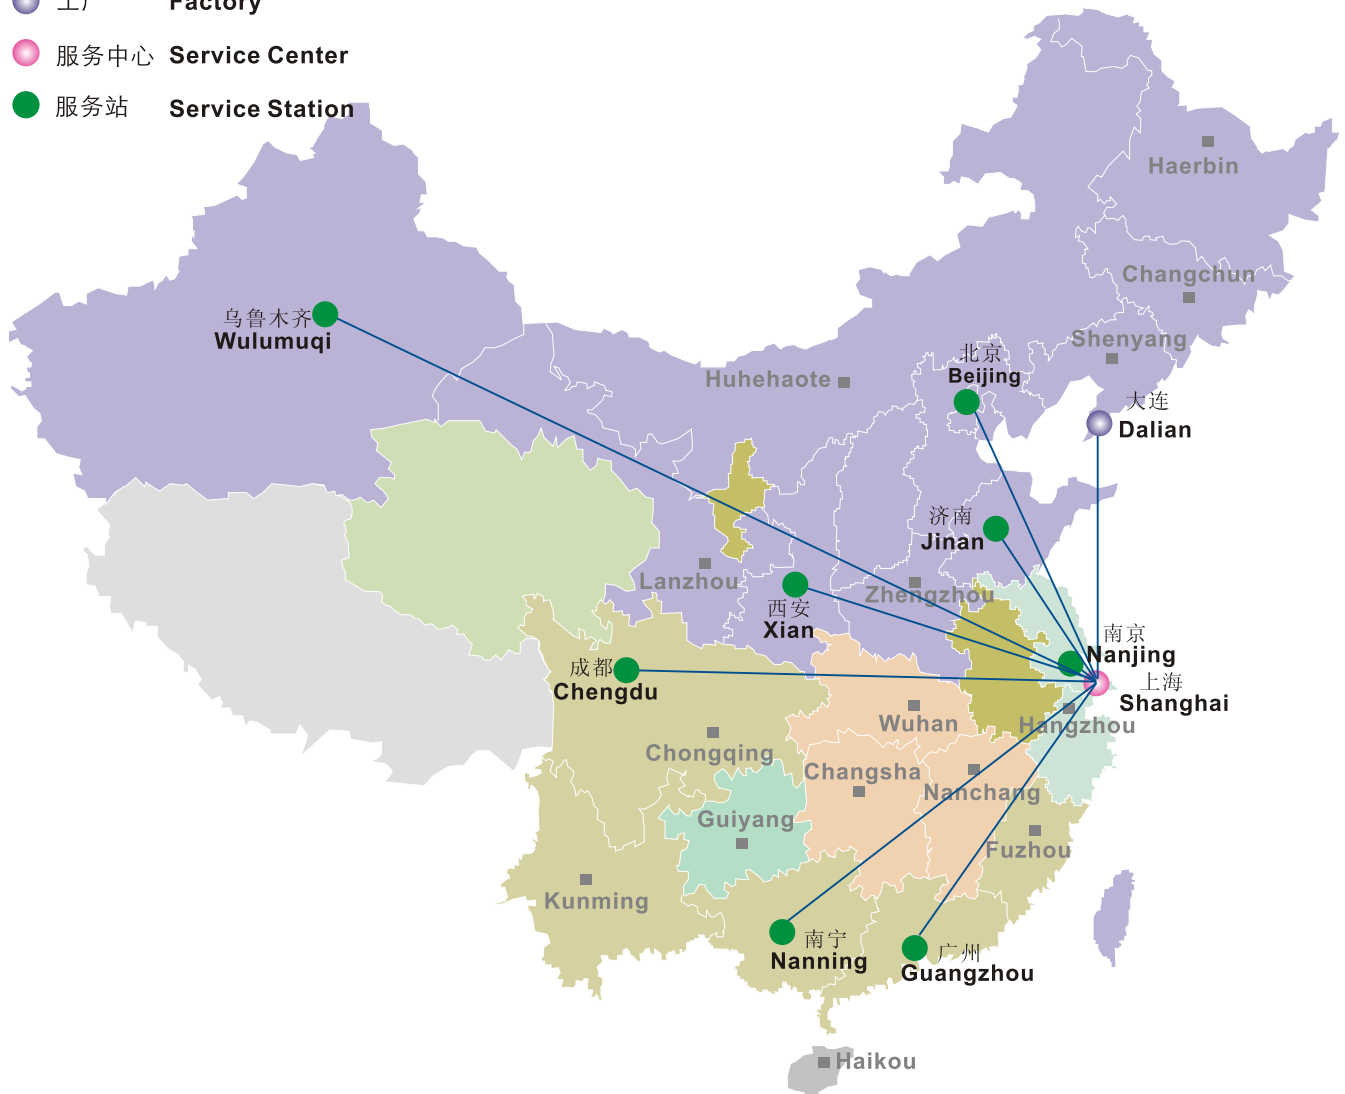 工厂 Factory
服务中心 Service Center
服务站 Service Station
Haerbin
Changchun
乌鲁木齐
Wulumuqi
Shenyang
北京
Beijing
Huhehaote
大连
Dalian
济南
Jinan
Lanzhou
Zhengzhou
西安
Xian
南京
Nanjing
成都
Chengdu
上海
Shanghai
Wuhan
Hangzhou
Chongqing
Changsha
Nanchang
Guiyang
Fuzhou
Kunming
南宁
Nanning
广州
Guangzhou
Haikou